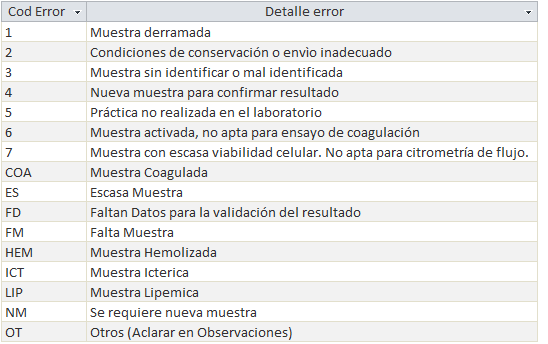 Cod Error Detalle error
1 Muestra derramada
2 Condiciones de conservación o envìo inadecuado
3 Muestra sin identificar o mal identificada
4 Nueva muestra para confirmar resultado
5 Práctica no realizada en el laboratorio
6 Muestra activada, no apta para ensayo de coagulación
7 Muestra con escasa viabilidad celular. No apta para citrometría de flujo.
COA Muestra Coagulada
ES Escasa Muestra
FD Faltan Datos para la validación del resultado
FM Falta Muestra
HEM Muestra Hemolizada
ICT Muestra Icterica
LIP Muestra Lipemica
NM Se requiere nueva muestra
OT Otros (Aclarar en Observaciones)